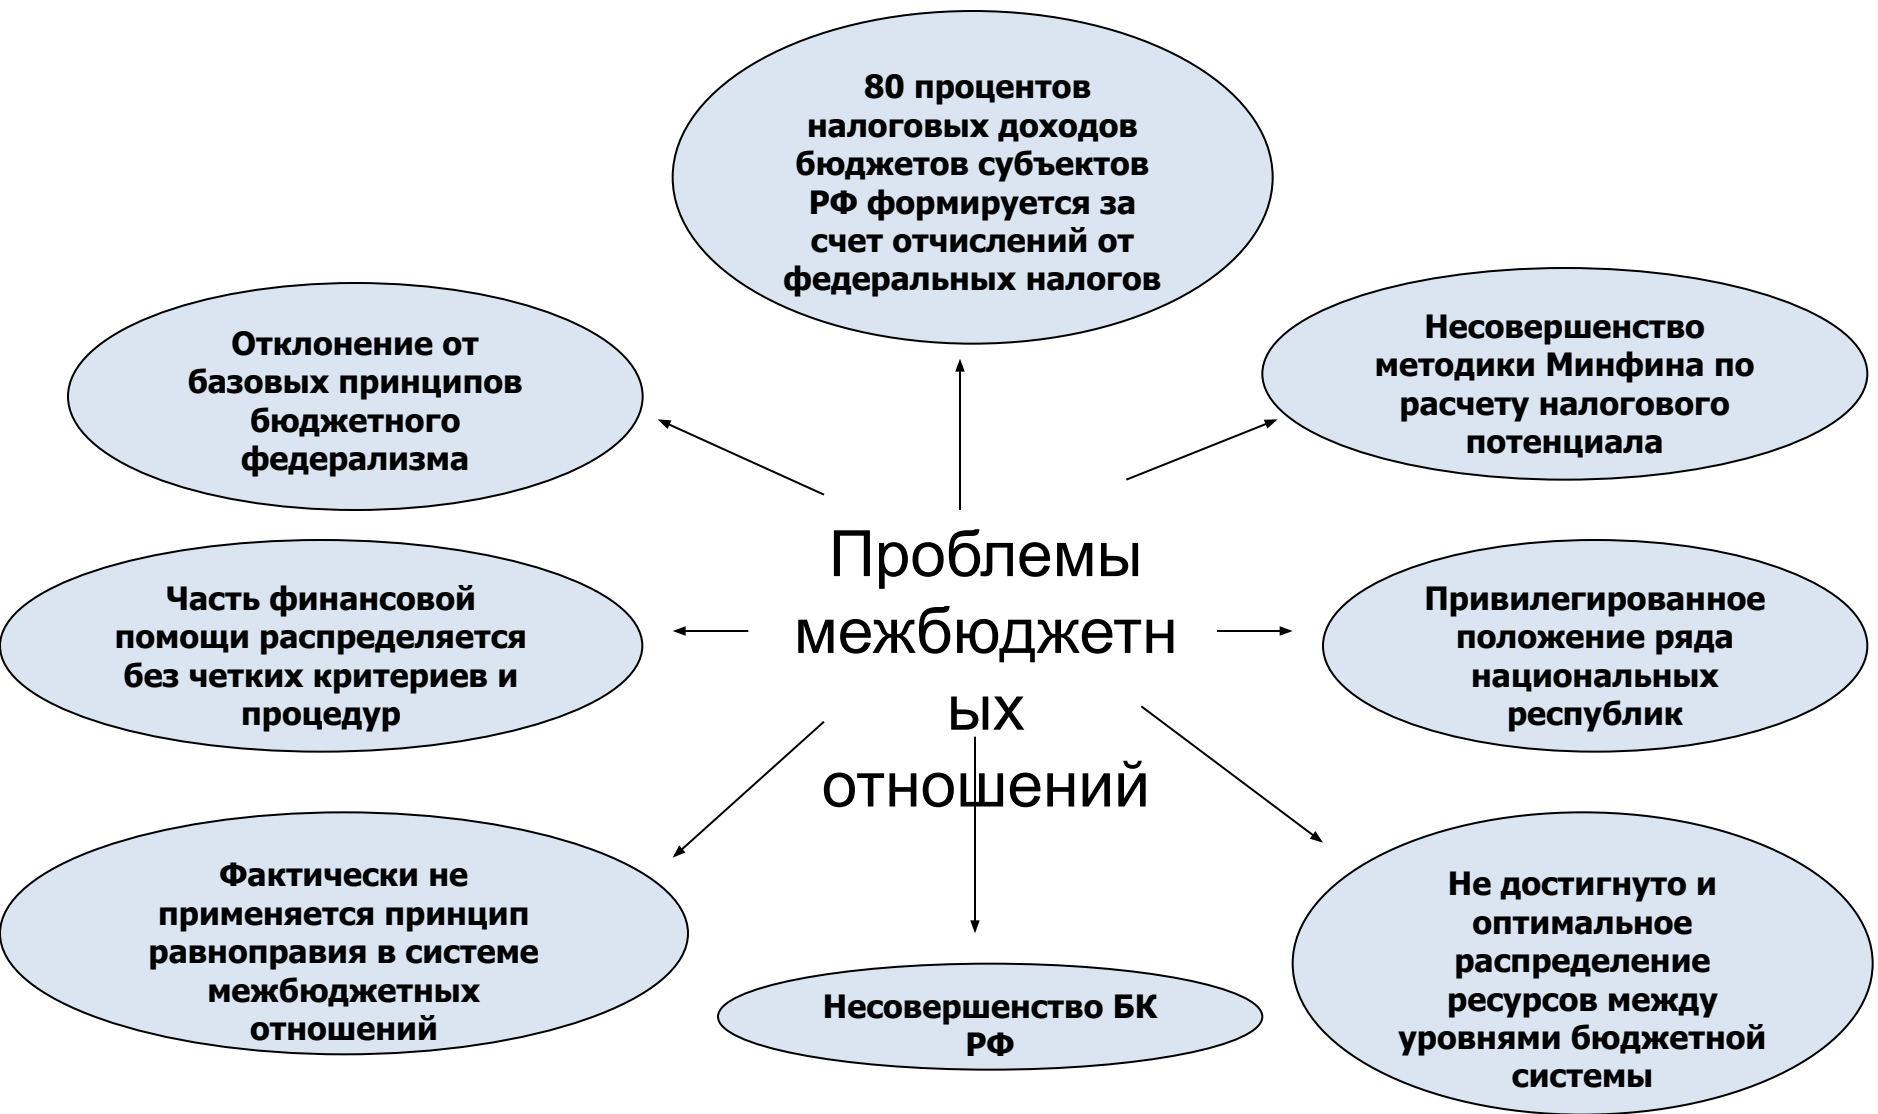 80 процентов
налоговых доходов
бюджетов субъектов
РФ формируется за
счет отчислений от
федеральных налогов
Отклонение от
базовых принципов
бюджетного
федерализма
Несовершенство
методики Минфина по
расчету налогового
потенциала
Проблемы
межбюджетн
ых
отношений
Часть финансовой
помощи распределяется
без четких критериев и
процедур
Привилегированное
положение ряда
национальных
республик
Фактически не
применяется принцип
равноправия в системе
межбюджетных
отношений
Несовершенство БК
РФ
Не достигнуто и
оптимальное
распределение
ресурсов между
уровнями бюджетной
системы